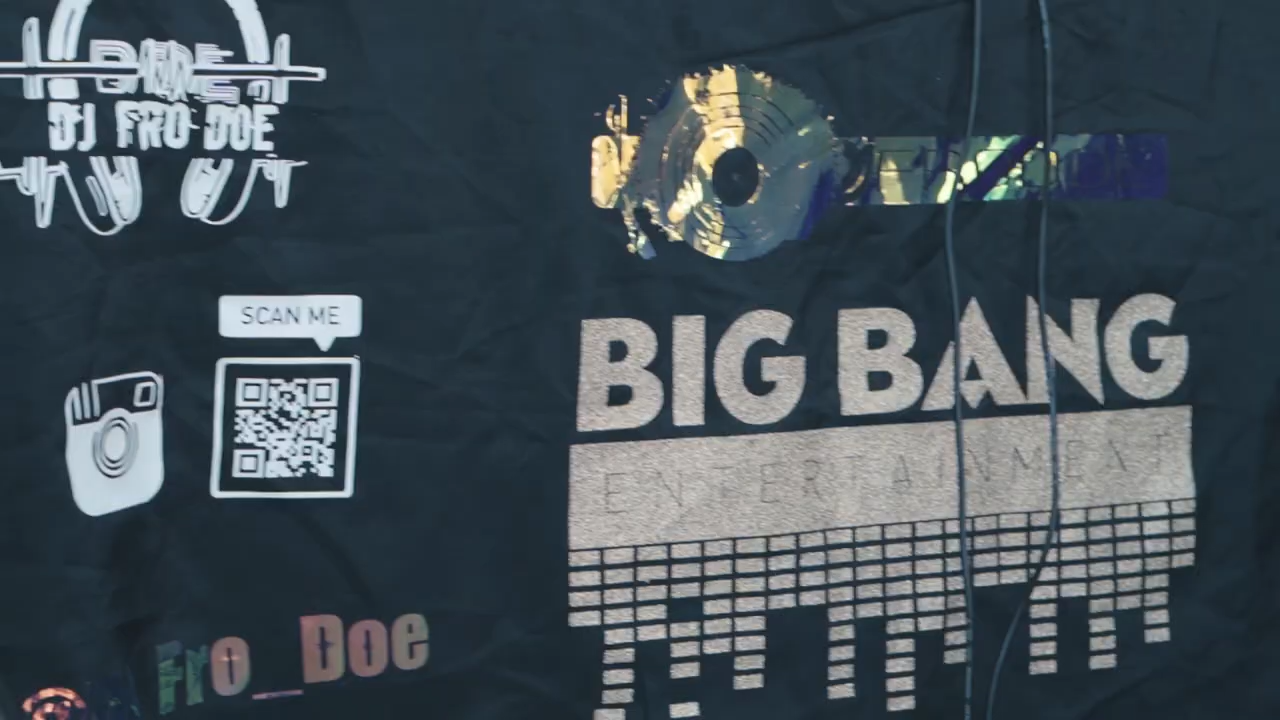 DJ FRO DOE
SCAN ME
BIG BANG
ENTERTAINMENT
Fro_Doe